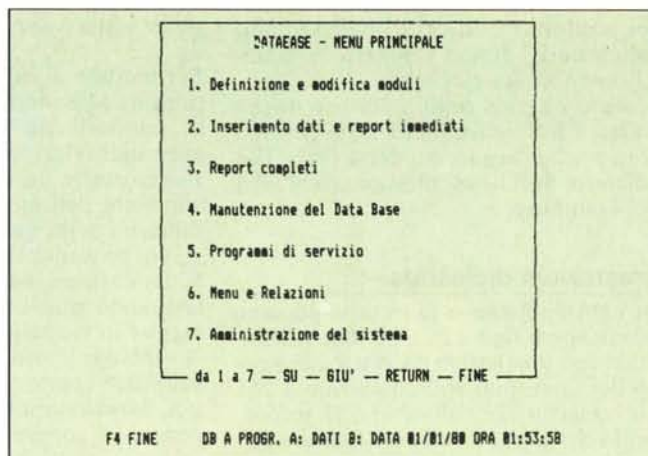 DATAEASE - MENU PRINCIPALE
1. Definizione e modifica moduli
2. Inserimento dati e report immediati
3. Report completi
4. Manutenzione del Data Base
5. Programmi di servizio
6. Menu e Relazioni
7. Amministrazione del sistema
da 1 a 7 -- SU -- GIU' -- RETURN -- FINE
F4 FINE DB A PROGR. A: DATI B: DATA 01/01/80 ORA 01:53:58